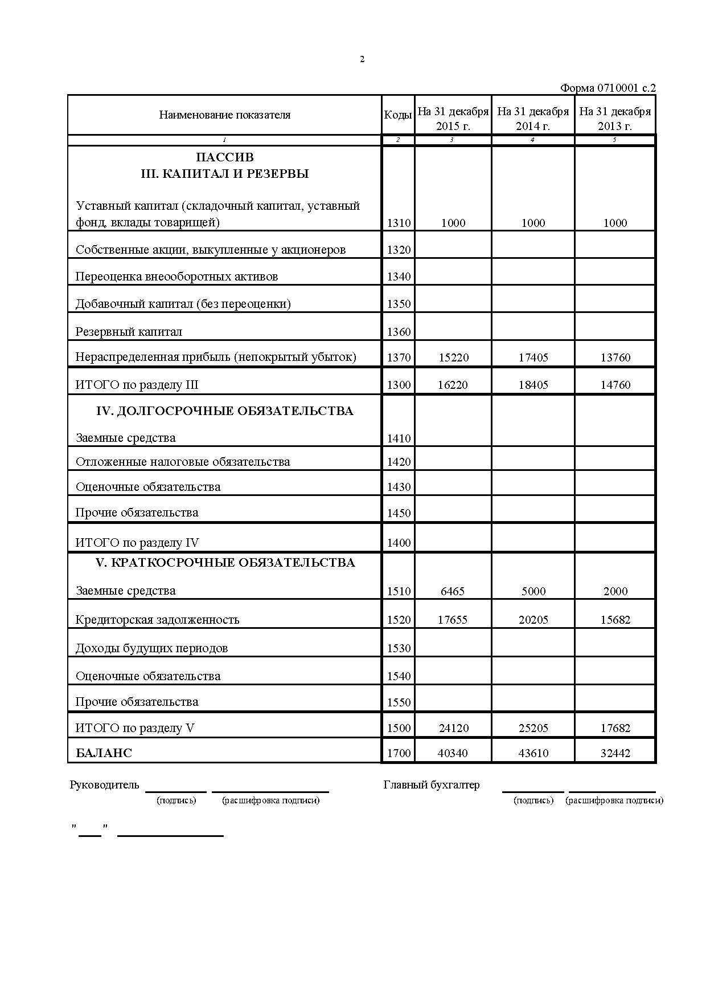 2
Форма 0710001 с.2
Наименование показателя Коды На 31 декабря 2015 г. На 31 декабря 2014 г. На 31 декабря 2013 г.
1 2 3 4 5
ПАССИВ
III. КАПИТАЛ И РЕЗЕРВЫ
Уставный капитал (складочный капитал, уставный
фонд, вклады товарищей) 1310 1000 1000 1000
Собственные акции, выкупленные у акционеров 1320
Переоценка внеооборотных активов 1340
Добавочный капитал (без переоценки) 1350
Резервный капитал 1360
Нераспределенная прибыль (непокрытый убыток) 1370 15220 17405 13760
ИТОГО по разделу III 1300 16220 18405 14760
IV. ДОЛГОСРОЧНЫЕ ОБЯЗАТЕЛЬСТВА
Заемные средства 1410
Отложенные налоговые обязательства 1420
Оценочные обязательства 1430
Прочие обязательства 1450
ИТОГО по разделу IV 1400
V. КРАТКОСРОЧНЫЕ ОБЯЗАТЕЛЬСТВА
Заемные средства 1510 6465 5000 2000
Кредиторская задолженность 1520 17655 20205 15682
Доходы будущих периодов 1530
Оценочные обязательства 1540
Прочие обязательства 1550
ИТОГО по разделу V 1500 24120 25205 17682
БАЛАНС 1700 40340 43610 32442
Руководитель Главный бухгалтер
(подпись) (расшифровка подписи) (подпись) (расшифровка подписи)
" "